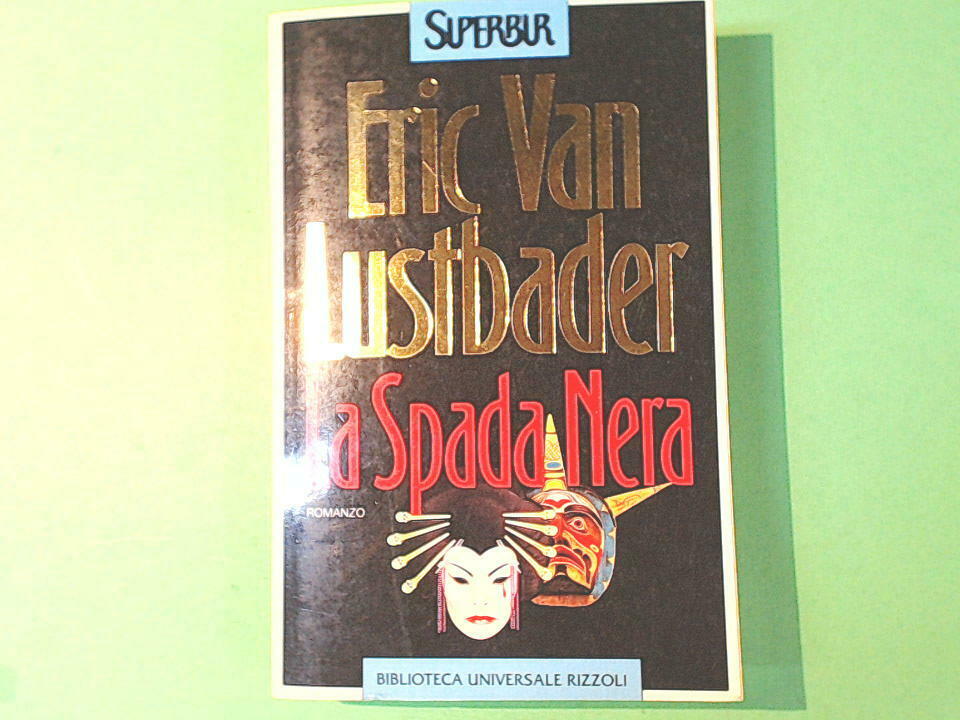 SUPERBUR
Eric Van
Lustbader
La Spada Nera
ROMANZO
BIBLIOTECA UNIVERSALE RIZZOLI